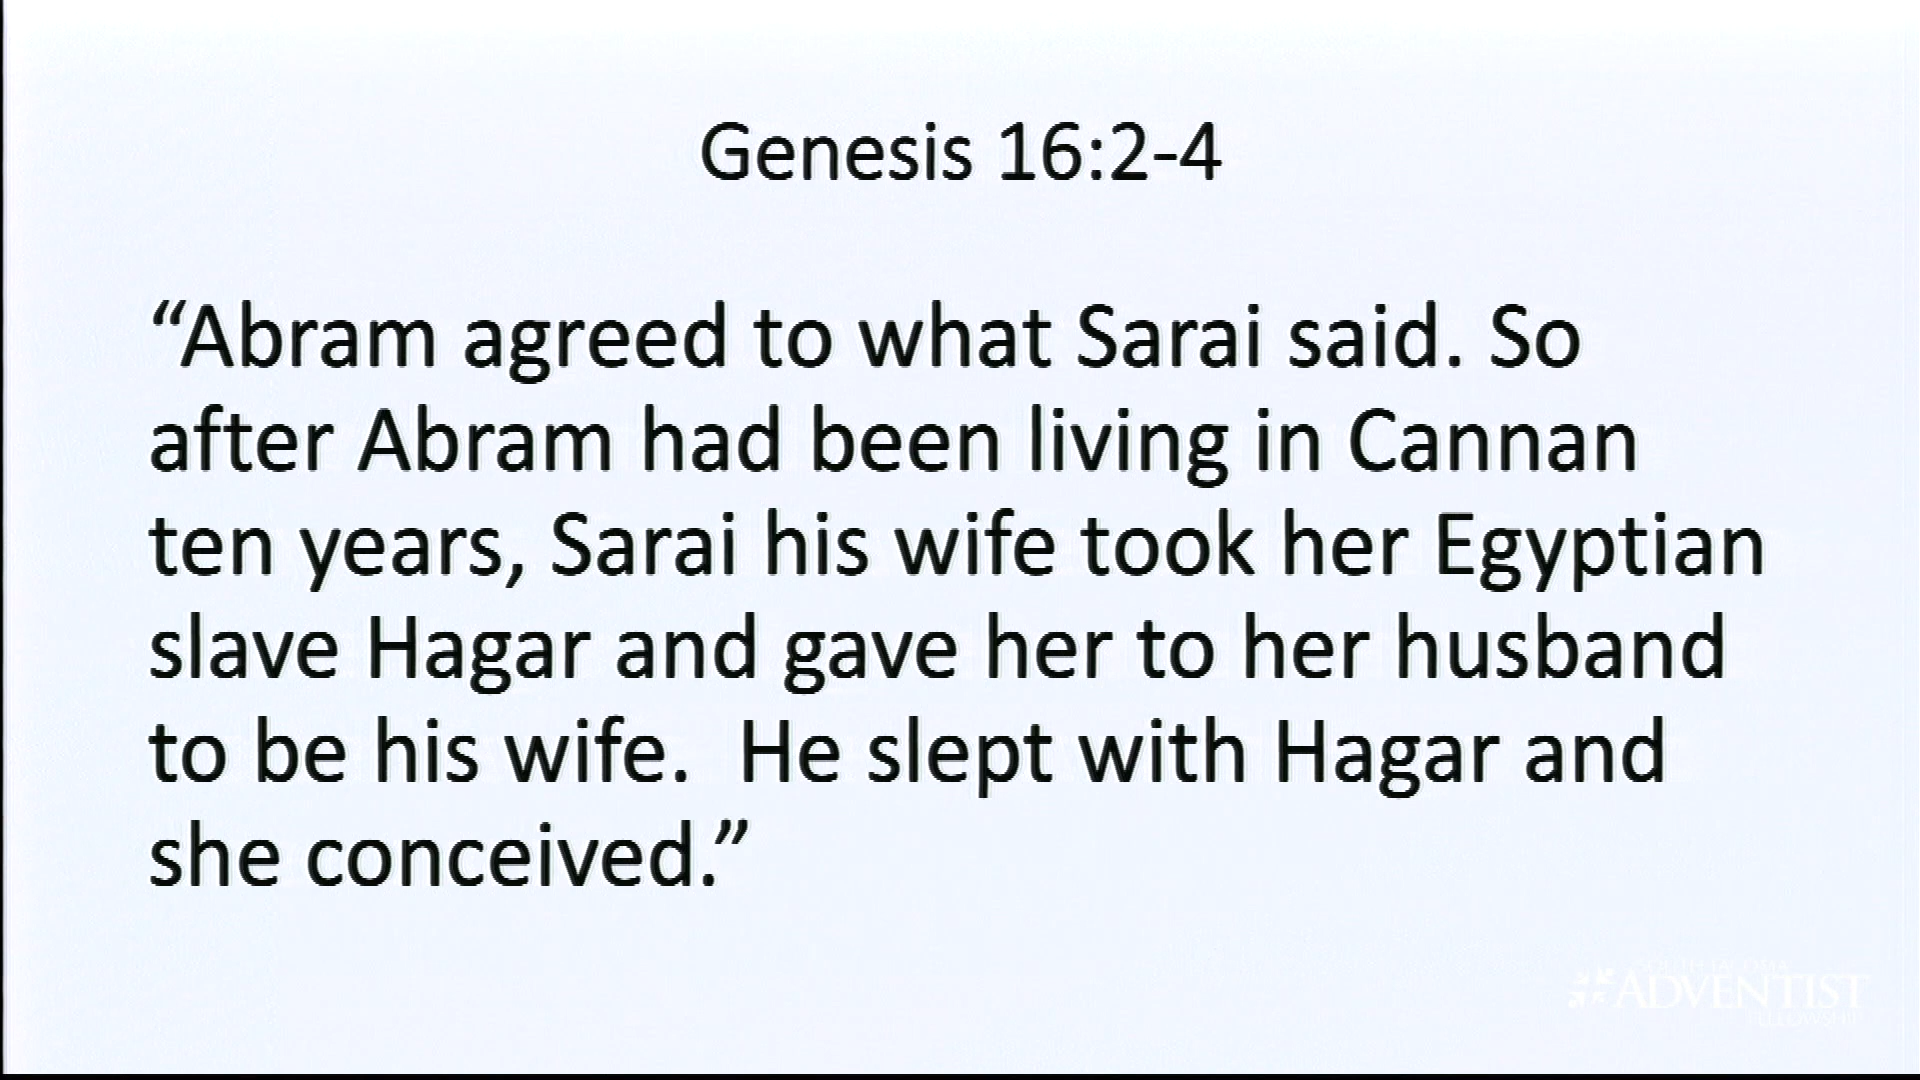 Genesis 16:2-4
“Abram agreed to what Sarai said. So
after Abram had been living in Cannan
ten years, Sarai his wife took her Egyptian
slave Hagar and gave her to her husband
to be his wife.  He slept with Hagar and
she conceived.”
ADVENTIST
FELLOWSHIP